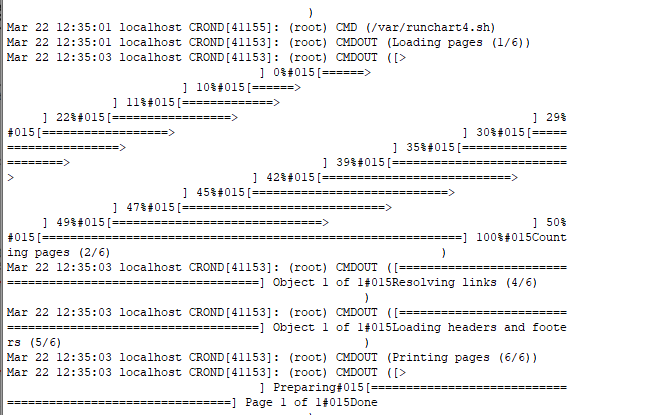 )
Mar 22 12:35:01 localhost CROND[41155]: (root) CMD (/var/runchart4.sh)
Mar 22 12:35:01 localhost CROND[41153]: (root) CMDOUT (Loading pages (1/6))
Mar 22 12:35:03 localhost CROND[41153]: (root) CMDOUT ([>
] 0%#015[======>
] 10%#015[======>
] 11%#015[=============>
] 22%#015[=================> ] 29%
#015[==================> ] 30%#015[=====
================> ] 35%#015[===============
========> ] 39%#015[=========================
> ] 42%#015[===========================>
] 45%#015[============================>
] 47%#015[=============================>
] 49%#015[==============================> ] 50%
#015[============================================================] 100%#015Count
ing pages (2/6) )
Mar 22 12:35:03 localhost CROND[41153]: (root) CMDOUT ([========================
====================================] Object 1 of 1#015Resolving links (4/6)
)
Mar 22 12:35:03 localhost CROND[41153]: (root) CMDOUT ([========================
====================================] Object 1 of 1#015Loading headers and foote
rs (5/6) )
Mar 22 12:35:03 localhost CROND[41153]: (root) CMDOUT (Printing pages (6/6))
Mar 22 12:35:03 localhost CROND[41153]: (root) CMDOUT ([>
] Preparing#015[============================
================================] Page 1 of 1#015Done